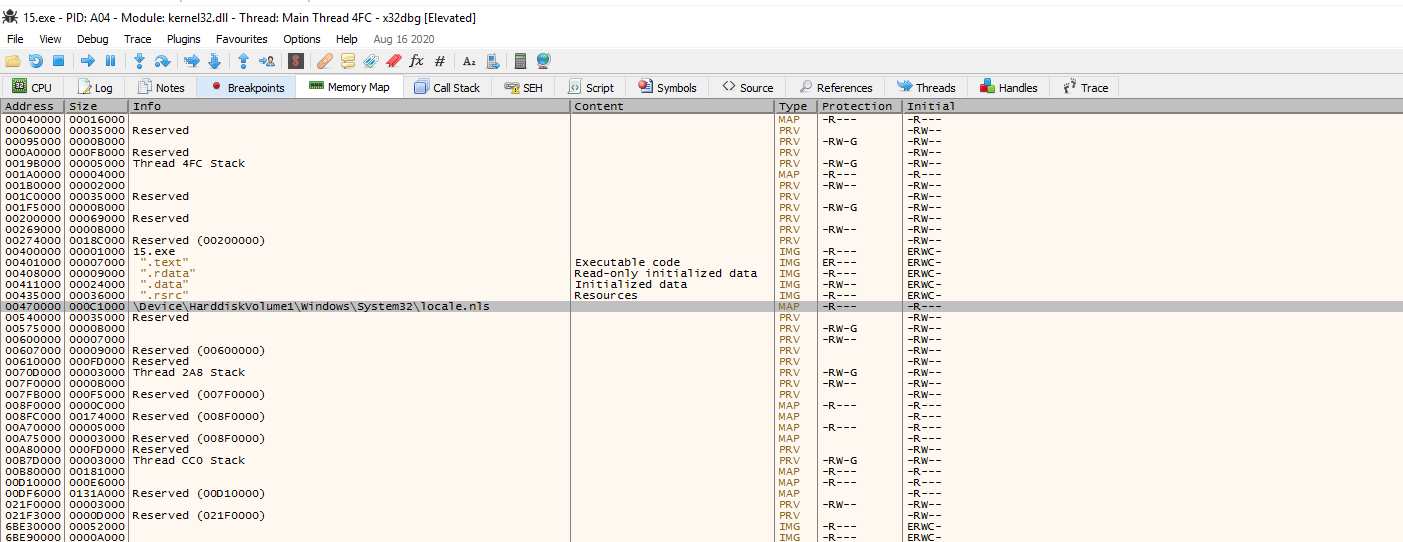 15.exe - PID: A04 - Module: kernel32.dll - Thread: Main Thread 4FC - x32dbg [Elevated]
File View Debug Trace Plugins Favourites Options Help Aug 16 2020
CPU Log Notes Breakpoints Memory Map Call Stack SEH Script Symbols Source References Threads Handles Trace
Address Size Info Content Type Protection Initial
00040000 00016000 MAP -R--- -R---
00060000 00035000 Reserved PRV -RW--
00095000 0000B000 PRV -RW-G -RW--
000A0000 000FB000 Reserved PRV -RW--
0019B000 00005000 Thread 4FC Stack PRV -RW-G -RW--
001A0000 00004000 MAP -R--- -R---
001B0000 00002000 PRV -RW-- -RW--
001C0000 00035000 Reserved PRV -RW--
001F5000 0000B000 PRV -RW-G -RW--
00200000 00069000 Reserved PRV -RW--
00269000 0000B000 PRV -RW-- -RW--
00274000 0018C000 Reserved (00200000) PRV -RW--
00400000 00001000 15.exe IMG -R--- ERWC-
00401000 00007000 ".text" Executable code IMG ER--- ERWC-
00408000 00009000 ".rdata" Read-only initialized data IMG -R--- ERWC-
00411000 00024000 ".data" Initialized data IMG -RW-- ERWC-
00435000 00036000 ".rsrc" Resources IMG -R--- ERWC-
00470000 000C1000 \Device\HarddiskVolume1\Windows\System32\locale.nls MAP -R--- -R---
00540000 00035000 Reserved PRV -RW--
00575000 0000B000 PRV -RW-G -RW--
00600000 00007000 PRV -RW-- -RW--
00607000 00009000 Reserved (00600000) PRV -RW--
00610000 000FD000 Reserved PRV -RW--
0070D000 00003000 Thread 2A8 Stack PRV -RW-G -RW--
007F0000 0000B000 PRV -RW-- -RW--
007FB000 000F5000 Reserved (007F0000) PRV -RW--
008F0000 0000C000 MAP -R--- -R---
008FC000 00174000 Reserved (008F0000) MAP -R---
00A70000 00005000 MAP -R--- -R---
00A75000 00003000 Reserved (008F0000) MAP -R---
00A80000 000FD000 Reserved PRV -RW--
00B7D000 00003000 Thread CC0 Stack PRV -RW-G -RW--
00B80000 00181000 MAP -R--- -R---
00D10000 000E6000 MAP -R--- -R---
00DF6000 0131A000 Reserved (00D10000) MAP -R---
021F0000 00003000 PRV -RW-- -RW--
021F3000 0000D000 Reserved (021F0000) PRV -RW--
6BE30000 00052000 IMG -R--- ERWC-
6BE90000 0000A000 IMG -R--- ERWC-